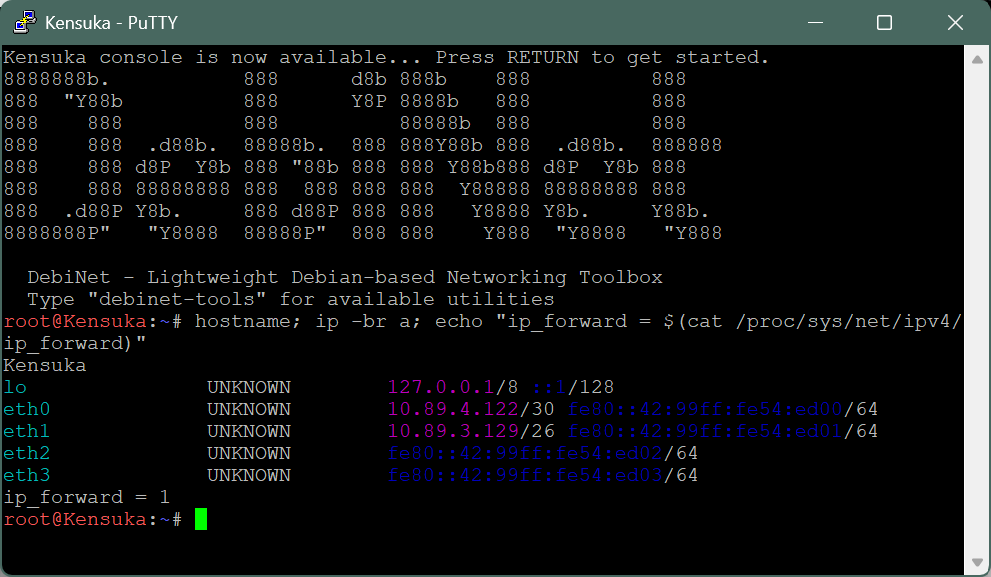 Kensuka - PuTTY
Kensuka console is now available... Press RETURN to get started.
8888888b.           888      d8b 888b    888          888
888  "Y88b          888      Y8P 8888b   888          888
888    888          888          88888b  888          888
888    888  .d88b.  88888b.  888 888Y88b 888  .d88b.  888888
888    888 d8P  Y8b 888 "88b 888 888 Y88b888 d8P  Y8b 888
888    888 88888888 888  888 888 888  Y88888 88888888 888
888  .d88P Y8b.     888 d88P 888 888   Y8888 Y8b.     Y88b.
8888888P"   "Y8888  88888P"  888 888    Y888  "Y8888   "Y888
DebiNet - Lightweight Debian-based Networking Toolbox
Type "debinet-tools" for available utilities
root@Kensuka:~# hostname; ip -br a; echo "ip_forward = $(cat /proc/sys/net/ipv4/
ip_forward)"
Kensuka
lo               UNKNOWN        127.0.0.1/8 ::1/128
eth0             UNKNOWN        10.89.4.122/30 fe80::42:99ff:fe54:ed00/64
eth1             UNKNOWN        10.89.3.129/26 fe80::42:99ff:fe54:ed01/64
eth2             UNKNOWN        fe80::42:99ff:fe54:ed02/64
eth3             UNKNOWN        fe80::42:99ff:fe54:ed03/64
ip_forward = 1
root@Kensuka:~#